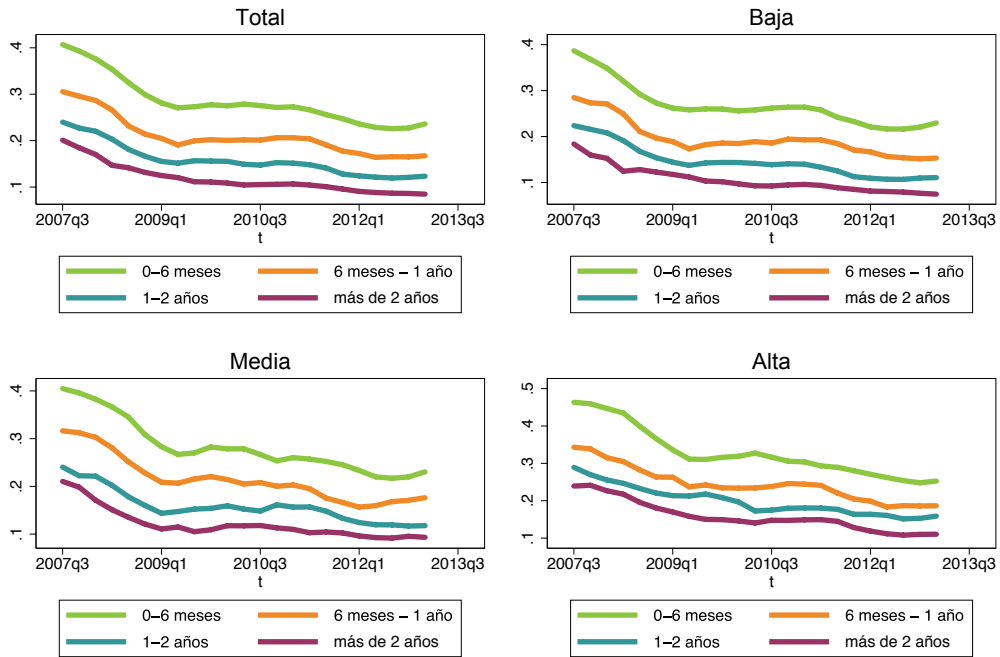 Total
.4
.3
.2
.1
2007q3 2009q1 2010q3 2012q1 2013q3
t
0–6 meses 6 meses – 1 año
1–2 años más de 2 años
Baja
.4
.3
.2
.1
2007q3 2009q1 2010q3 2012q1 2013q3
t
0–6 meses 6 meses – 1 año
1–2 años más de 2 años
Media
.4
.3
.2
.1
2007q3 2009q1 2010q3 2012q1 2013q3
t
0–6 meses 6 meses – 1 año
1–2 años más de 2 años
Alta
.5
.4
.3
.2
.1
2007q3 2009q1 2010q3 2012q1 2013q3
t
0–6 meses 6 meses – 1 año
1–2 años más de 2 años